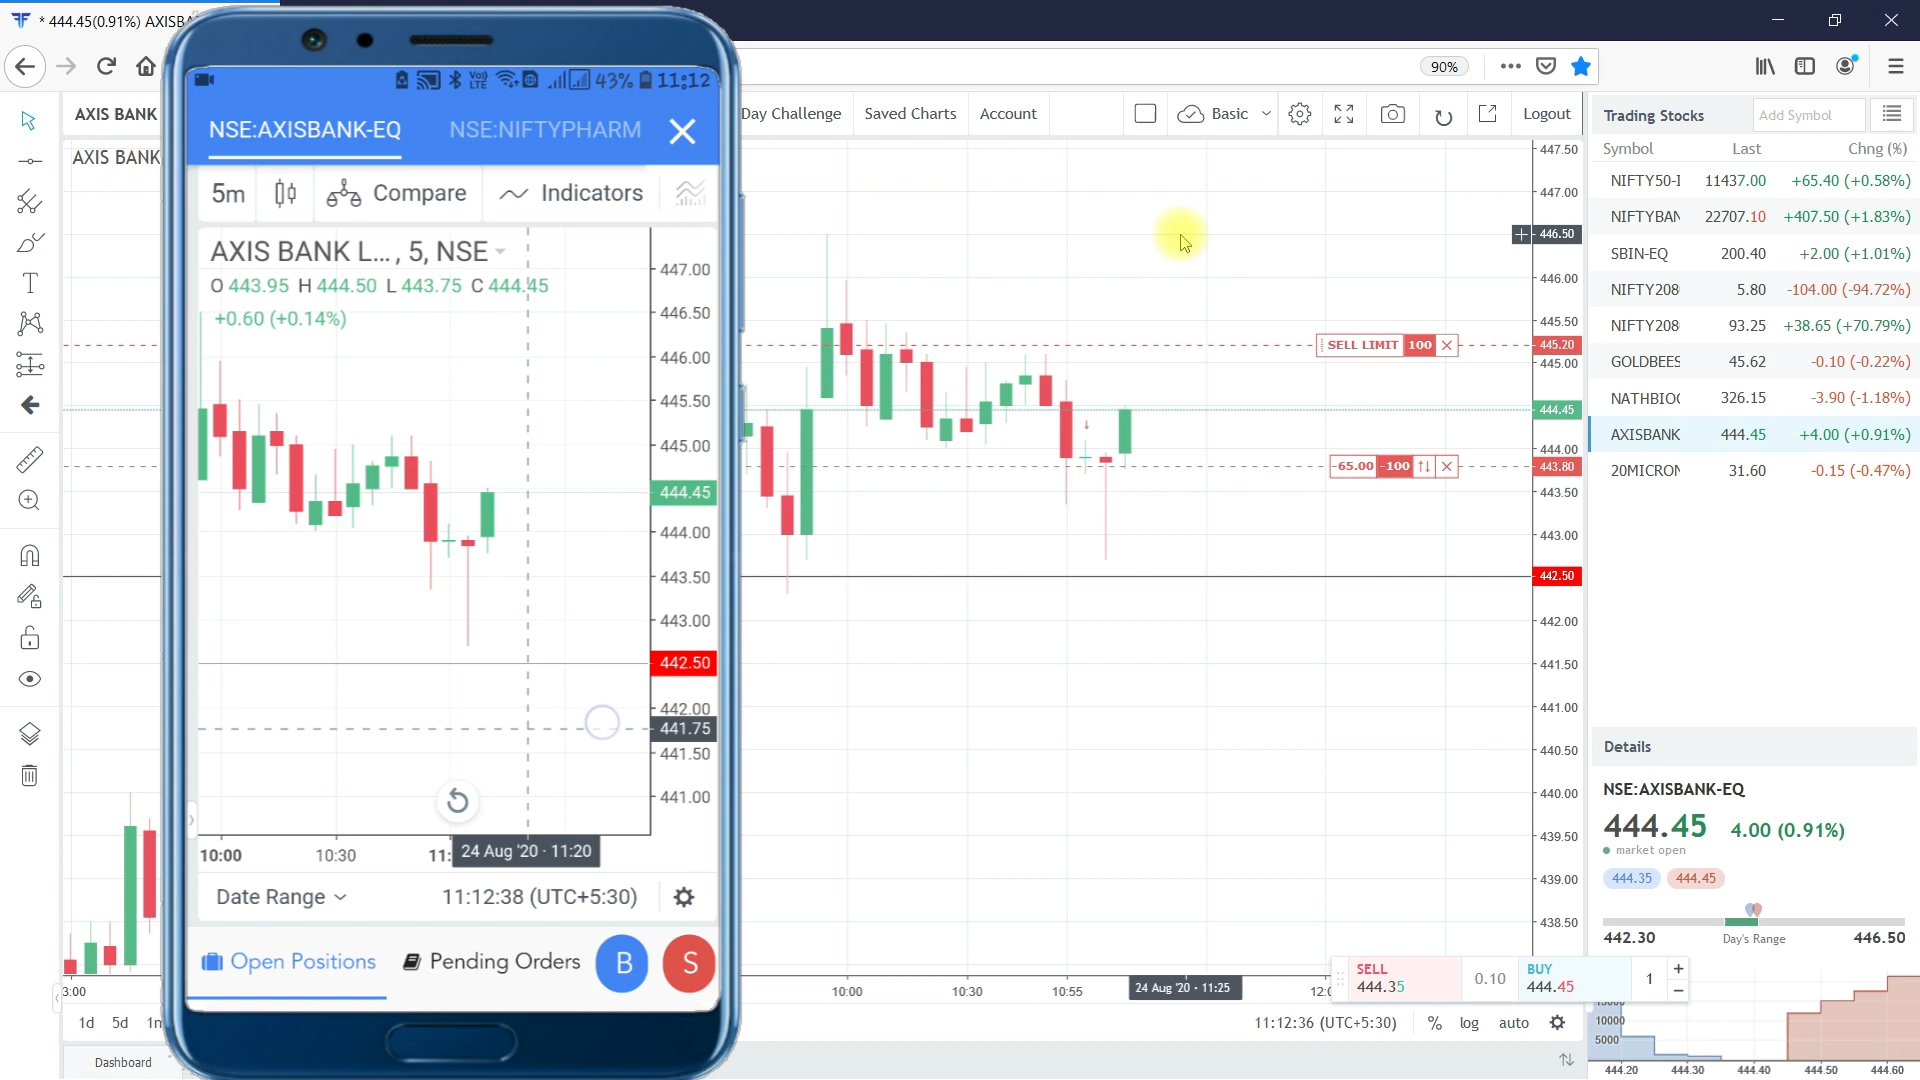 * 444.45(0.91%) AXISBA
90%
AXIS BANK
Day Challenge
Saved Charts
Account
Basic
Logout
AXIS BANK
43% 11:12
NSE:AXISBANK-EQ
NSE:NIFTYPHARM
5m
Compare
Indicators
AXIS BANK L... , 5, NSE
O 443.95 H 444.50 L 443.75 C 444.45
+0.60 (+0.14%)
447.00
446.50
446.00
445.50
445.00
444.45
444.00
443.50
443.00
442.50
442.00
441.75
441.50
441.00
10:00
10:30
11:
24 Aug '20 · 11:20
Date Range
11:12:38 (UTC+5:30)
Open Positions
Pending Orders
B
S
SELL LIMIT 100
-65.00 -100
447.50
447.00
446.50
446.00
445.50
445.20
445.00
444.45
444.00
443.80
443.50
443.00
442.50
442.00
441.50
441.00
440.50
440.00
439.50
439.00
438.50
3:00
10:00
10:30
10:55
24 Aug '20 · 11:25
12:0
1d
5d
1m
11:12:36 (UTC+5:30)
%
log
auto
Dashboard
Trading Stocks
Add Symbol
Symbol Last Chng (%)
NIFTY50-I 11437.00 +65.40 (+0.58%)
NIFTYBAN 22707.10 +407.50 (+1.83%)
SBIN-EQ 200.40 +2.00 (+1.01%)
NIFTY208 5.80 -104.00 (-94.72%)
NIFTY208 93.25 +38.65 (+70.79%)
GOLDBEES 45.62 -0.10 (-0.22%)
NATHBIO 326.15 -3.90 (-1.18%)
AXISBANK 444.45 +4.00 (+0.91%)
20MICRON 31.60 -0.15 (-0.47%)
Details
NSE:AXISBANK-EQ
444.45 4.00 (0.91%)
market open
444.35 444.45
442.30 Day's Range 446.50
SELL
444.35
0.10
BUY
444.45
1
10000
5000
444.20 444.30 444.40 444.50 444.60